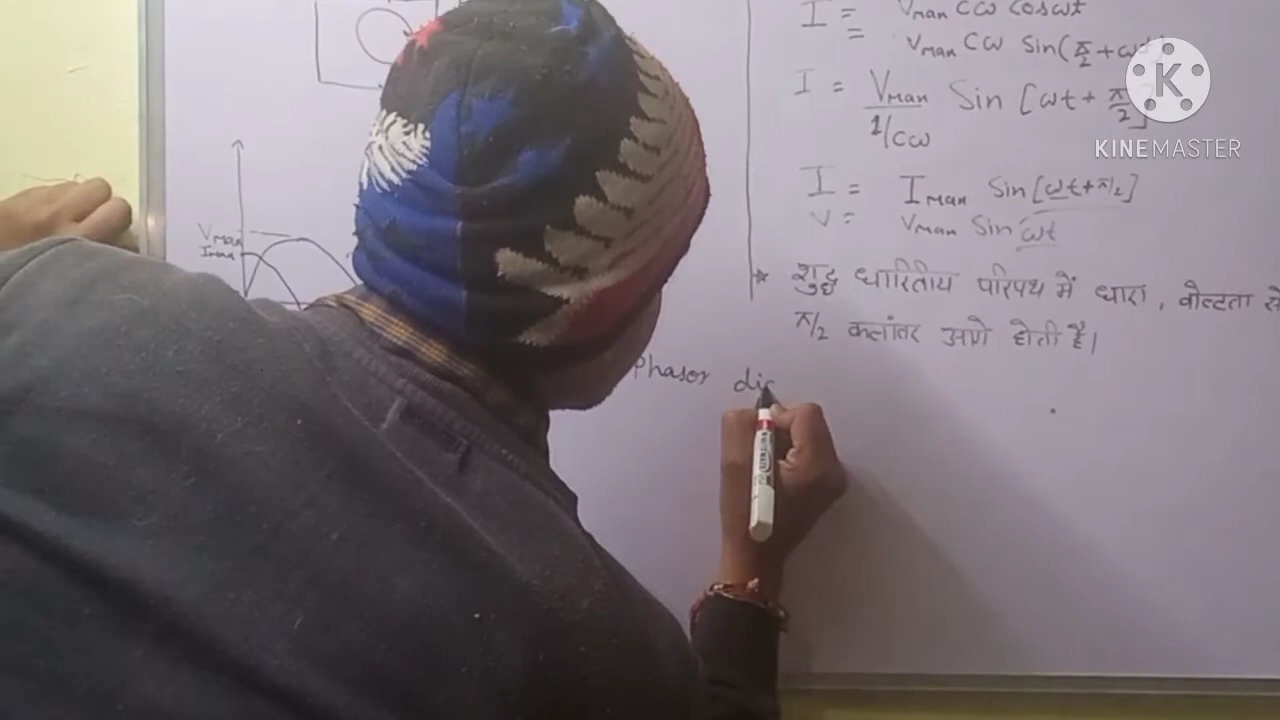 I = Vmax Cω cosωt
= Vmax Cω Sin(π/2 + ωt)
I = Vmax/1/Cω Sin [ωt + π/2]
I = Imax Sin [ωt+π/2]
V = Vmax Sin ωt
* शुद्ध धारितीय परिपथ में धारा, वोल्टता से
π/2 कलांतर आगे होती है।
Phasor dia
Vmax
Imax
K
KINEMASTER